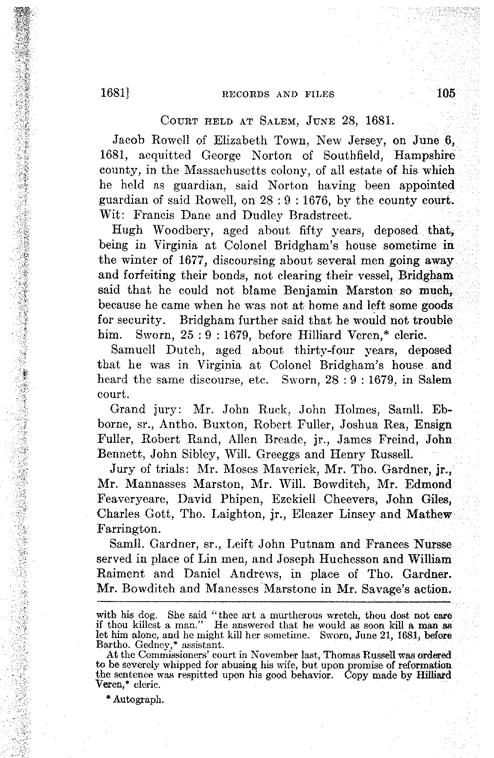 1681] RECORDS AND FILES 105
COURT HELD AT SALEM, JUNE 28, 1681.
Jacob Rowell of Elizabeth Town, New Jersey, on June 6,
1681, acquitted George Norton of Southfield, Hampshire
county, in the Massachusetts colony, of all estate of his which
he held as guardian, said Norton having been appointed
guardian of said Rowell, on 28 : 9 : 1676, by the county court.
Wit: Francis Dane and Dudley Bradstreet.
Hugh Woodbery, aged about fifty years, deposed that,
being in Virginia at Colonel Bridgham's house sometime in
the winter of 1677, discoursing about several men going away
and forfeiting their bonds, not clearing their vessel, Bridgham
said that he could not blame Benjamin Marston so much,
because he came when he was not at home and left some goods
for security. Bridgham further said that he would not trouble
him. Sworn, 25 : 9 : 1679, before Hilliard Veren,* cleric.
Samuell Dutch, aged about thirty-four years, deposed
that he was in Virginia at Colonel Bridgham's house and
heard the same discourse, etc. Sworn, 28 : 9 : 1679, in Salem
court.
Grand jury: Mr. John Ruck, John Holmes, Samll. Eb-
borne, sr., Antho. Buxton, Robert Fuller, Joshua Rea, Ensign
Fuller, Robert Rand, Allen Breade, jr., James Freind, John
Bennett, John Sibley, Will. Greeggs and Henry Russell.
Jury of trials: Mr. Moses Maverick, Mr. Tho. Gardner, jr.,
Mr. Mannasses Marston, Mr. Will. Bowditch, Mr. Edmond
Feaveryeare, David Phipen, Ezekiell Cheevers, John Giles,
Charles Gott, Tho. Laighton, jr., Eleazer Linsey and Mathew
Farrington.
Samll. Gardner, sr., Leift John Putnam and Frances Nursse
served in place of Lin men, and Joseph Huchesson and William
Raiment and Daniel Andrews, in place of Tho. Gardner.
Mr. Bowditch and Manesses Marstone in Mr. Savage's action.
with his dog. She said "thee art a murtherous wretch, thou dost not care
if thou killest a man." He answered that he would as soon kill a man as
let him alone, and he might kill her sometime. Sworn, June 21, 1681, before
Bartho. Gedney,* assistant.
At the Commissioners' court in November last, Thomas Russell was ordered
to be severely whipped for abusing his wife, but upon promise of reformation
the sentence was respitted upon his good behavior. Copy made by Hilliard
Veren,* cleric.
* Autograph.